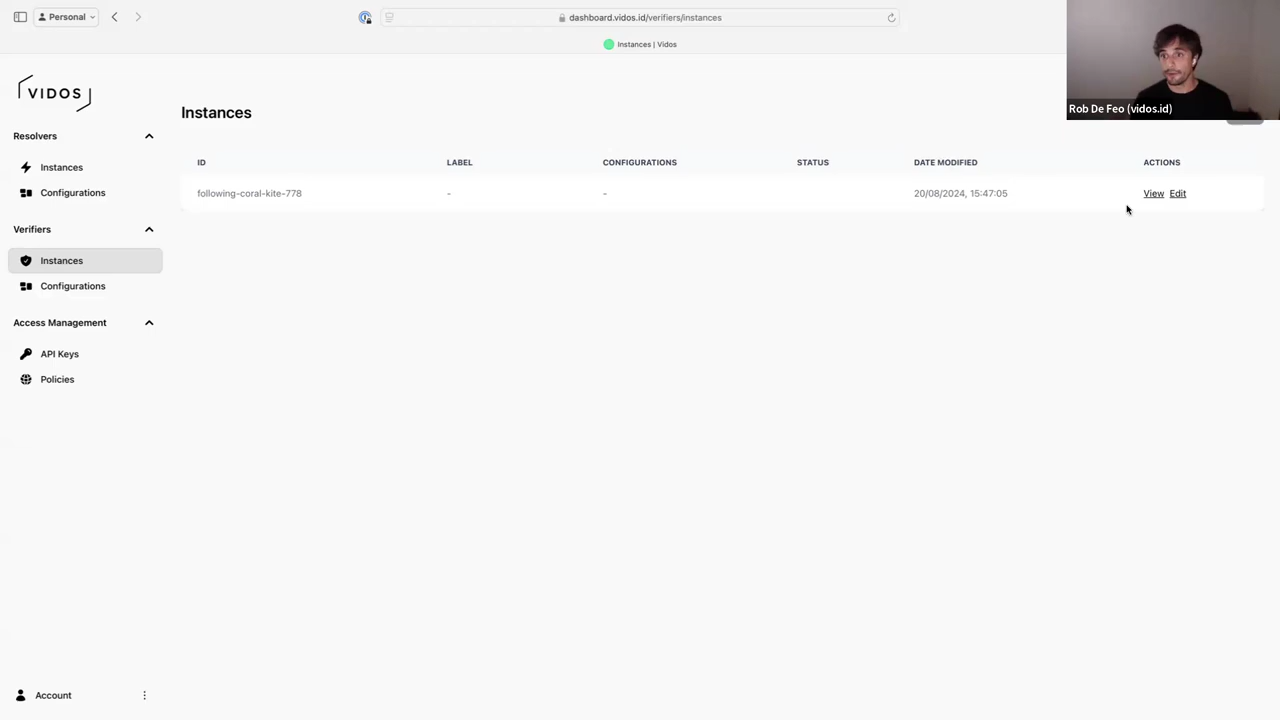 Personal
dashboard.vidos.id/verifiers/instances
Instances | Vidos
Rob De Feo (vidos.id)
VIDOS
Resolvers
Instances
Configurations
Verifiers
Instances
Configurations
Access Management
API Keys
Policies
Account
Instances
ID LABEL CONFIGURATIONS STATUS DATE MODIFIED ACTIONS
following-coral-kite-778 - - 20/08/2024, 15:47:05 View Edit